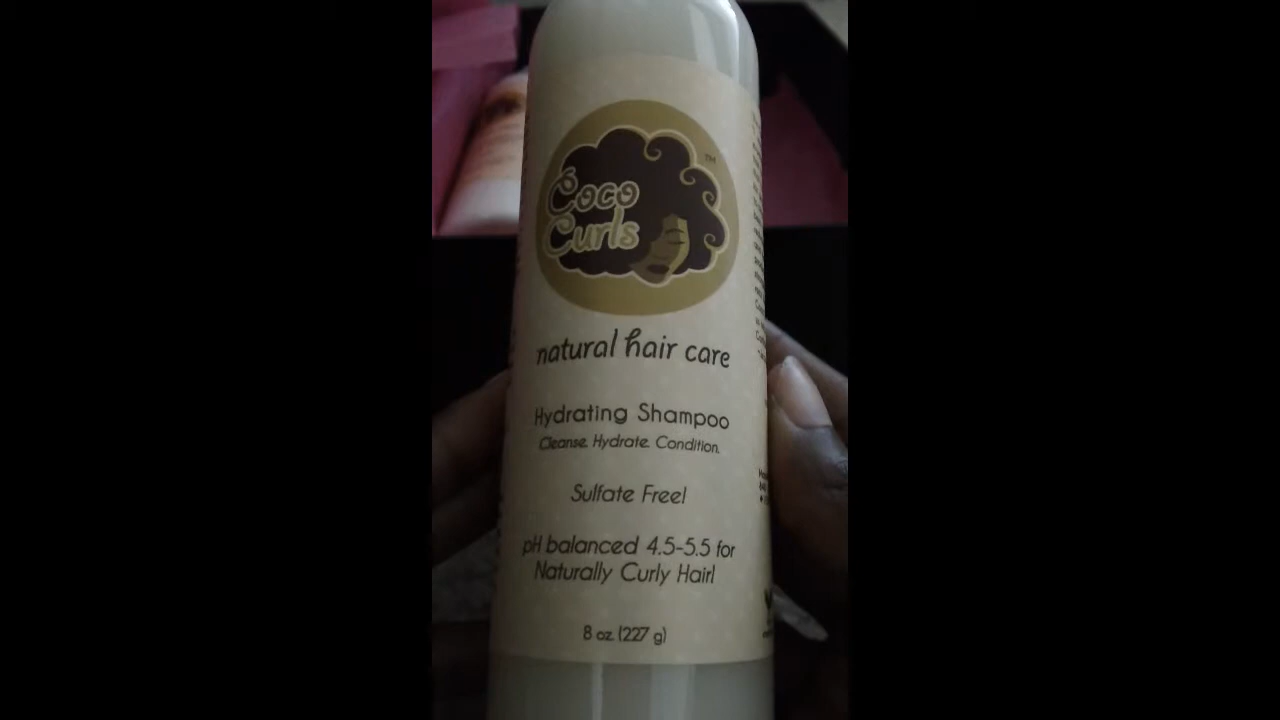 Coco
Curls
TM
natural hair care
Hydrating Shampoo
Cleanse. Hydrate. Condition.
Sulfate Free!
pH balanced 4.5-5.5 for
Naturally Curly Hair!
8 oz. (227 g)